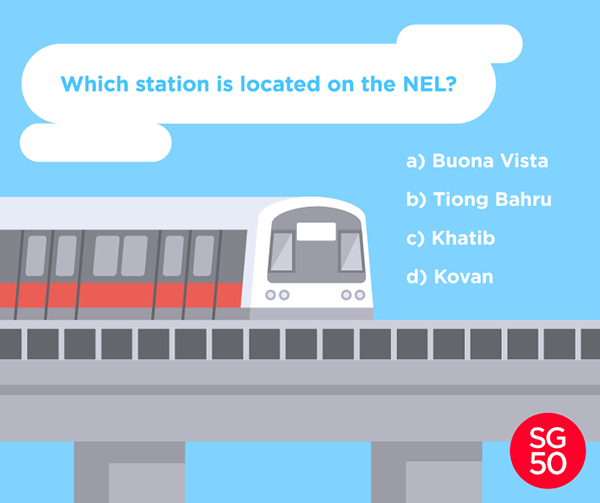 Which station is located on the NEL?
a) Buona Vista
b) Tiong Bahru
c) Khatib
d) Kovan
SG
50